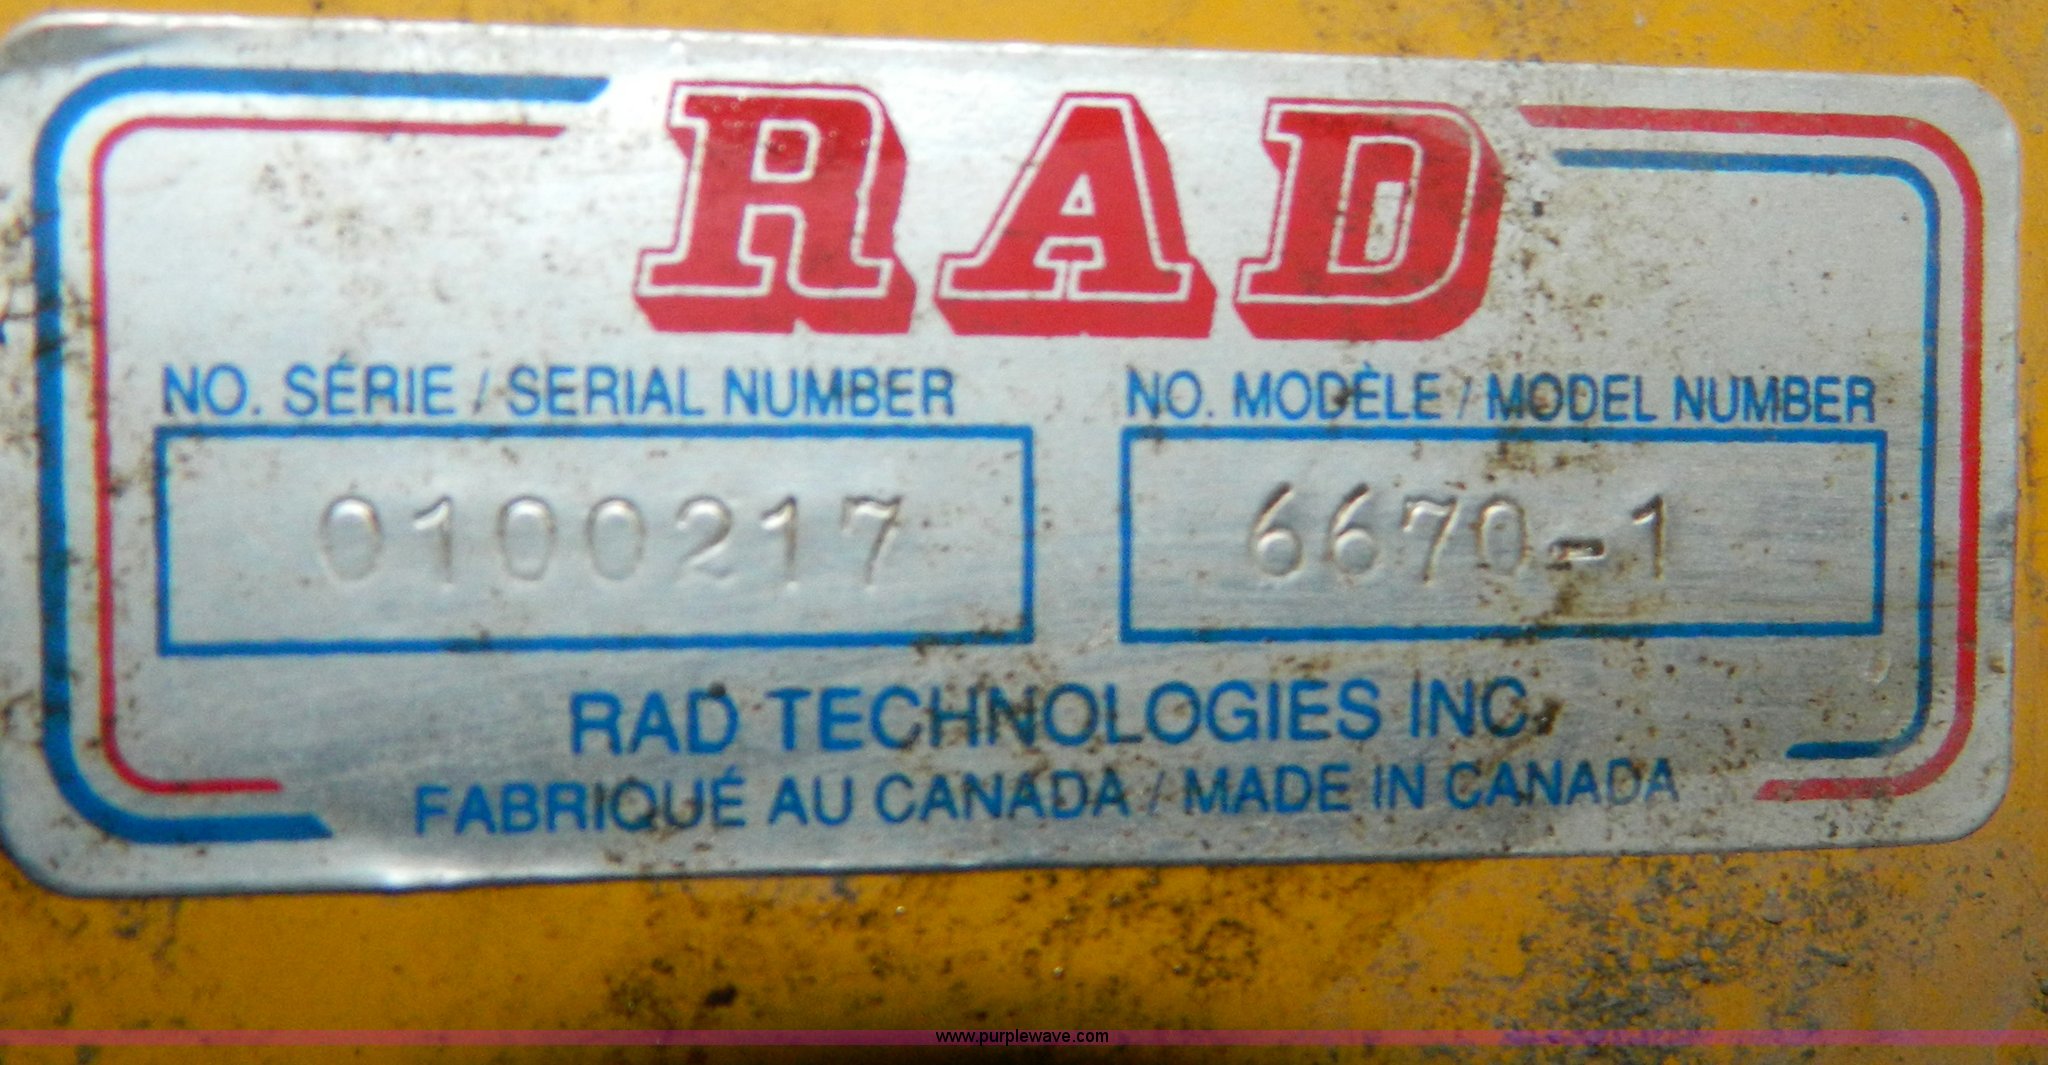 RAD
NO. SÉRIE / SERIAL NUMBER
0100217
NO. MODÈLE / MODEL NUMBER
6670-1
RAD TECHNOLOGIES INC.
FABRIQUÉ AU CANADA / MADE IN CANADA
www.purplewave.com